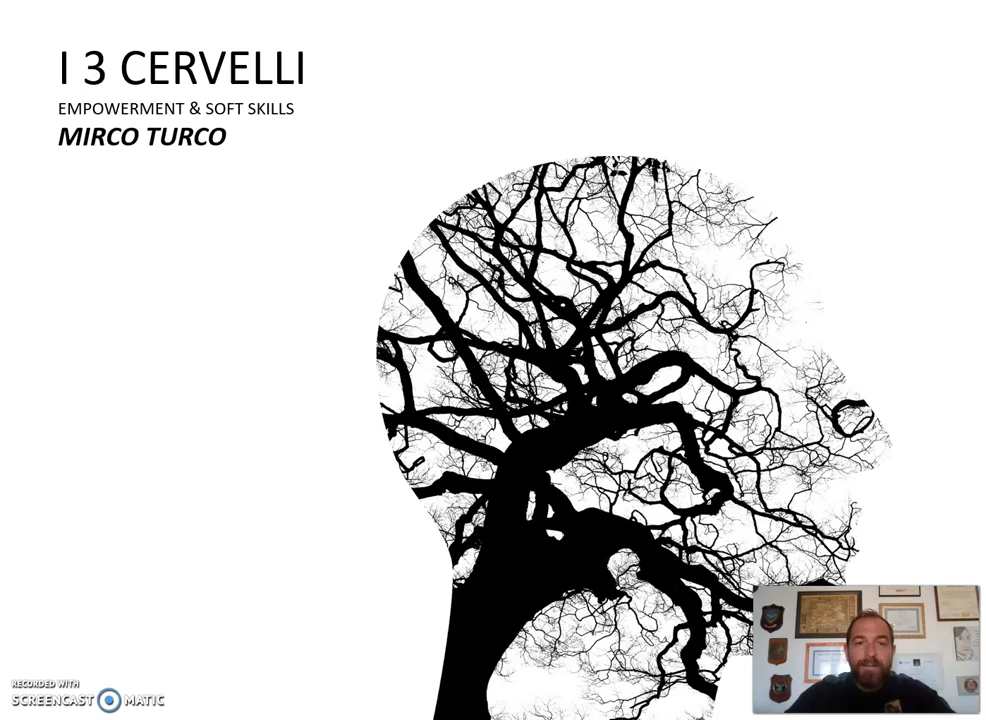 I 3 CERVELLI
EMPOWERMENT & SOFT SKILLS
MIRCO TURCO
RECORDED WITH
SCREENCAST MATIC